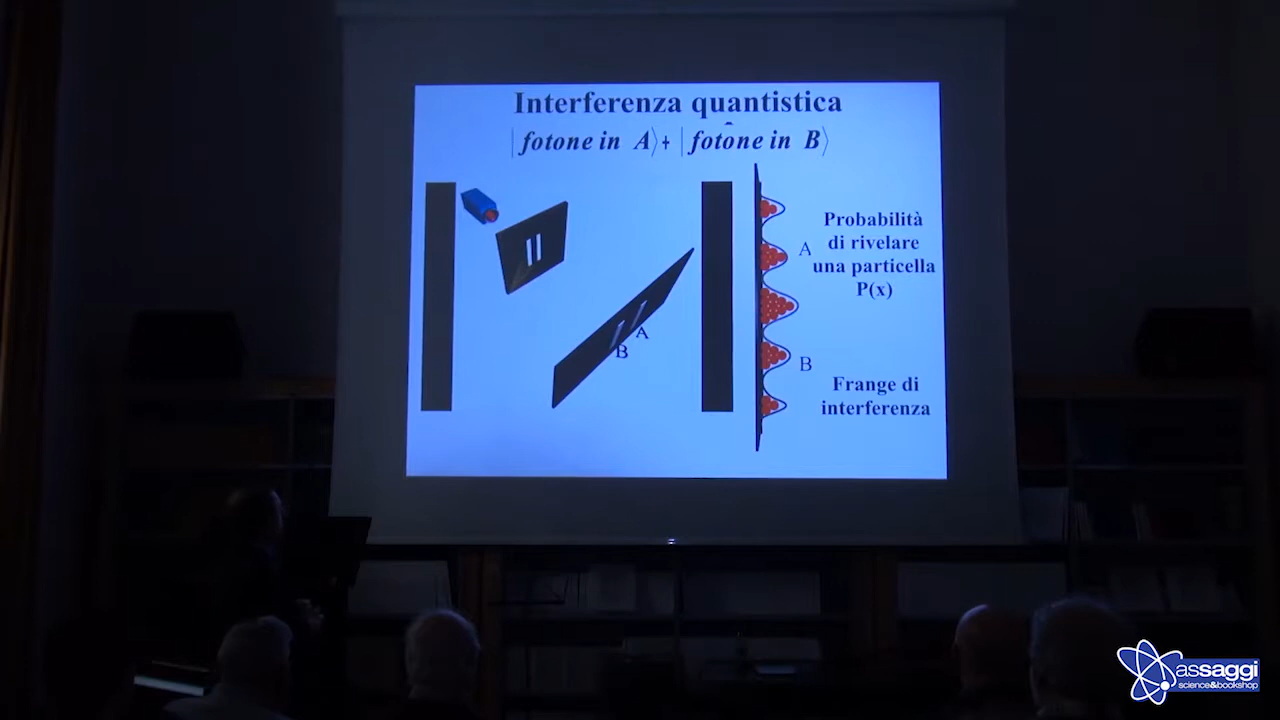 Interferenza quantistica
| fotone in A⟩+ | fotone in B⟩
A
B
A
B
Probabilità
di rivelare
una particella
P(x)
Frange di
interferenza
assaggi
science&bookshop